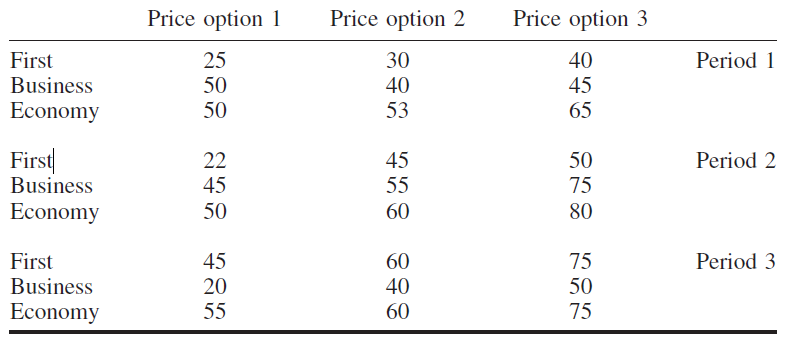 Price option 1 Price option 2 Price option 3
First 25 30 40 Period 1
Business 50 40 45
Economy 50 53 65
First 22 45 50 Period 2
Business 45 55 75
Economy 50 60 80
First 45 60 75 Period 3
Business 20 40 50
Economy 55 60 75